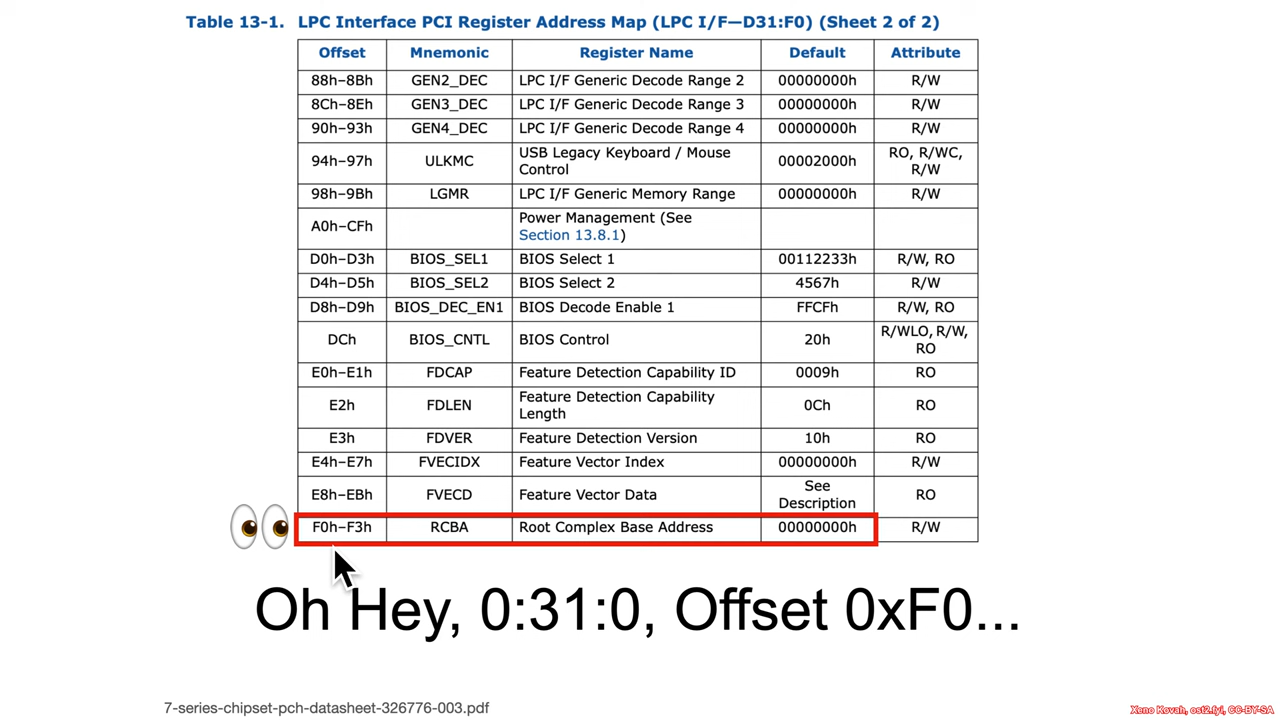 Table 13-1. LPC Interface PCI Register Address Map (LPC I/F—D31:F0) (Sheet 2 of 2)
Offset Mnemonic Register Name Default Attribute
88h–8Bh GEN2_DEC LPC I/F Generic Decode Range 2 00000000h R/W
8Ch–8Eh GEN3_DEC LPC I/F Generic Decode Range 3 00000000h R/W
90h–93h GEN4_DEC LPC I/F Generic Decode Range 4 00000000h R/W
94h–97h ULKMC USB Legacy Keyboard / Mouse Control 00002000h RO, R/WC, R/W
98h–9Bh LGMR LPC I/F Generic Memory Range 00000000h R/W
A0h–CFh Power Management (See Section 13.8.1)
D0h–D3h BIOS_SEL1 BIOS Select 1 00112233h R/W, RO
D4h–D5h BIOS_SEL2 BIOS Select 2 4567h R/W
D8h–D9h BIOS_DEC_EN1 BIOS Decode Enable 1 FFCFh R/W, RO
DCh BIOS_CNTL BIOS Control 20h R/WLO, R/W, RO
E0h–E1h FDCAP Feature Detection Capability ID 0009h RO
E2h FDLEN Feature Detection Capability Length 0Ch RO
E3h FDVER Feature Detection Version 10h RO
E4h–E7h FVECIDX Feature Vector Index 00000000h R/W
E8h–EBh FVECD Feature Vector Data See Description RO
F0h–F3h RCBA Root Complex Base Address 00000000h R/W
Oh Hey, 0:31:0, Offset 0xF0...
7-series-chipset-pch-datasheet-326776-003.pdf
Xeno Kovah, ost2.fyi, CC-BY-SA